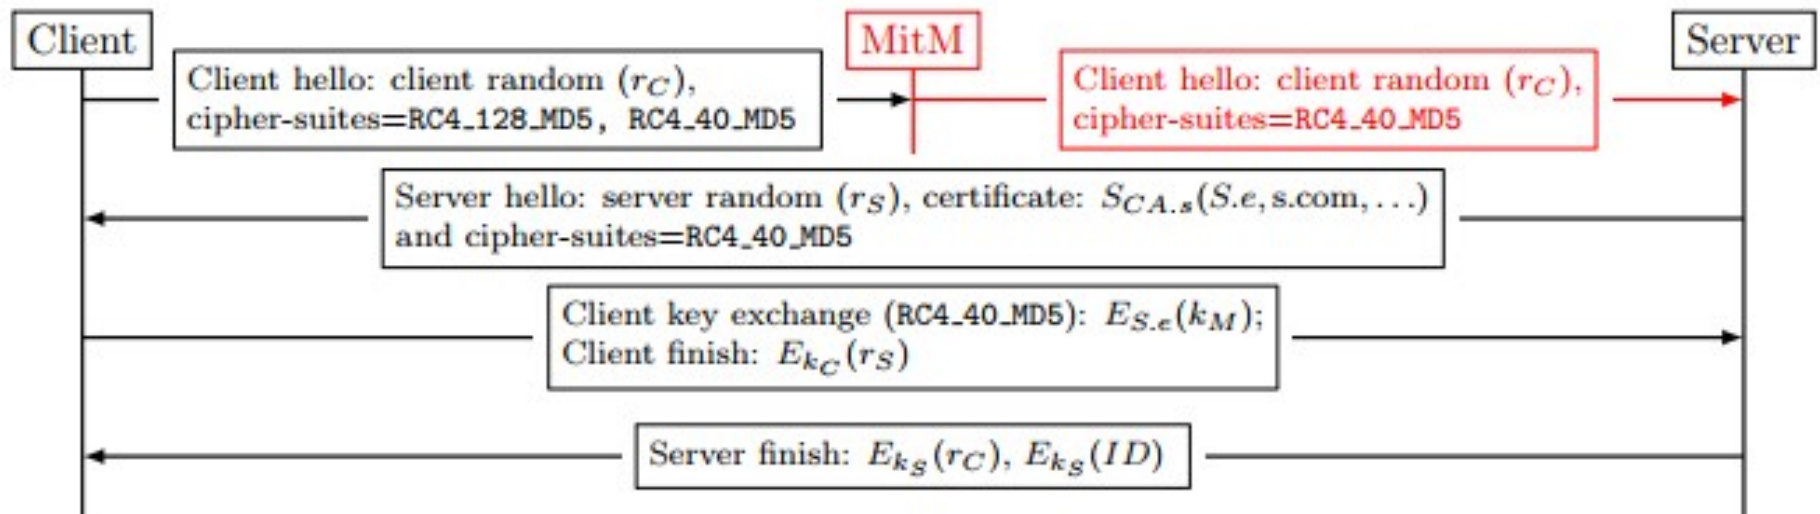 Client
MitM
Server
Client hello: client random (r_C),
cipher-suites=RC4_128_MD5, RC4_40_MD5
Client hello: client random (r_C),
cipher-suites=RC4_40_MD5
Server hello: server random (r_S), certificate: S_{CA.s}(S.e, s.com, ...)
and cipher-suites=RC4_40_MD5
Client key exchange (RC4_40_MD5): E_{S.e}(k_M);
Client finish: E_{k_C}(r_S)
Server finish: E_{k_S}(r_C), E_{k_S}(ID)